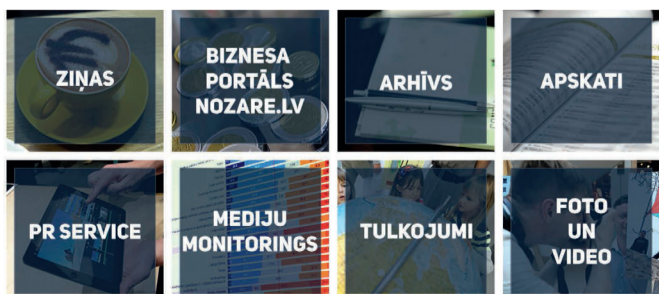 ZIŅAS
BIZNESA
PORTĀLS
NOZARE.LV
ARHĪVS
APSKATI
PR SERVICE
MEDIJU
MONITORINGS
TULKOJUMI
FOTO
UN
VIDEO